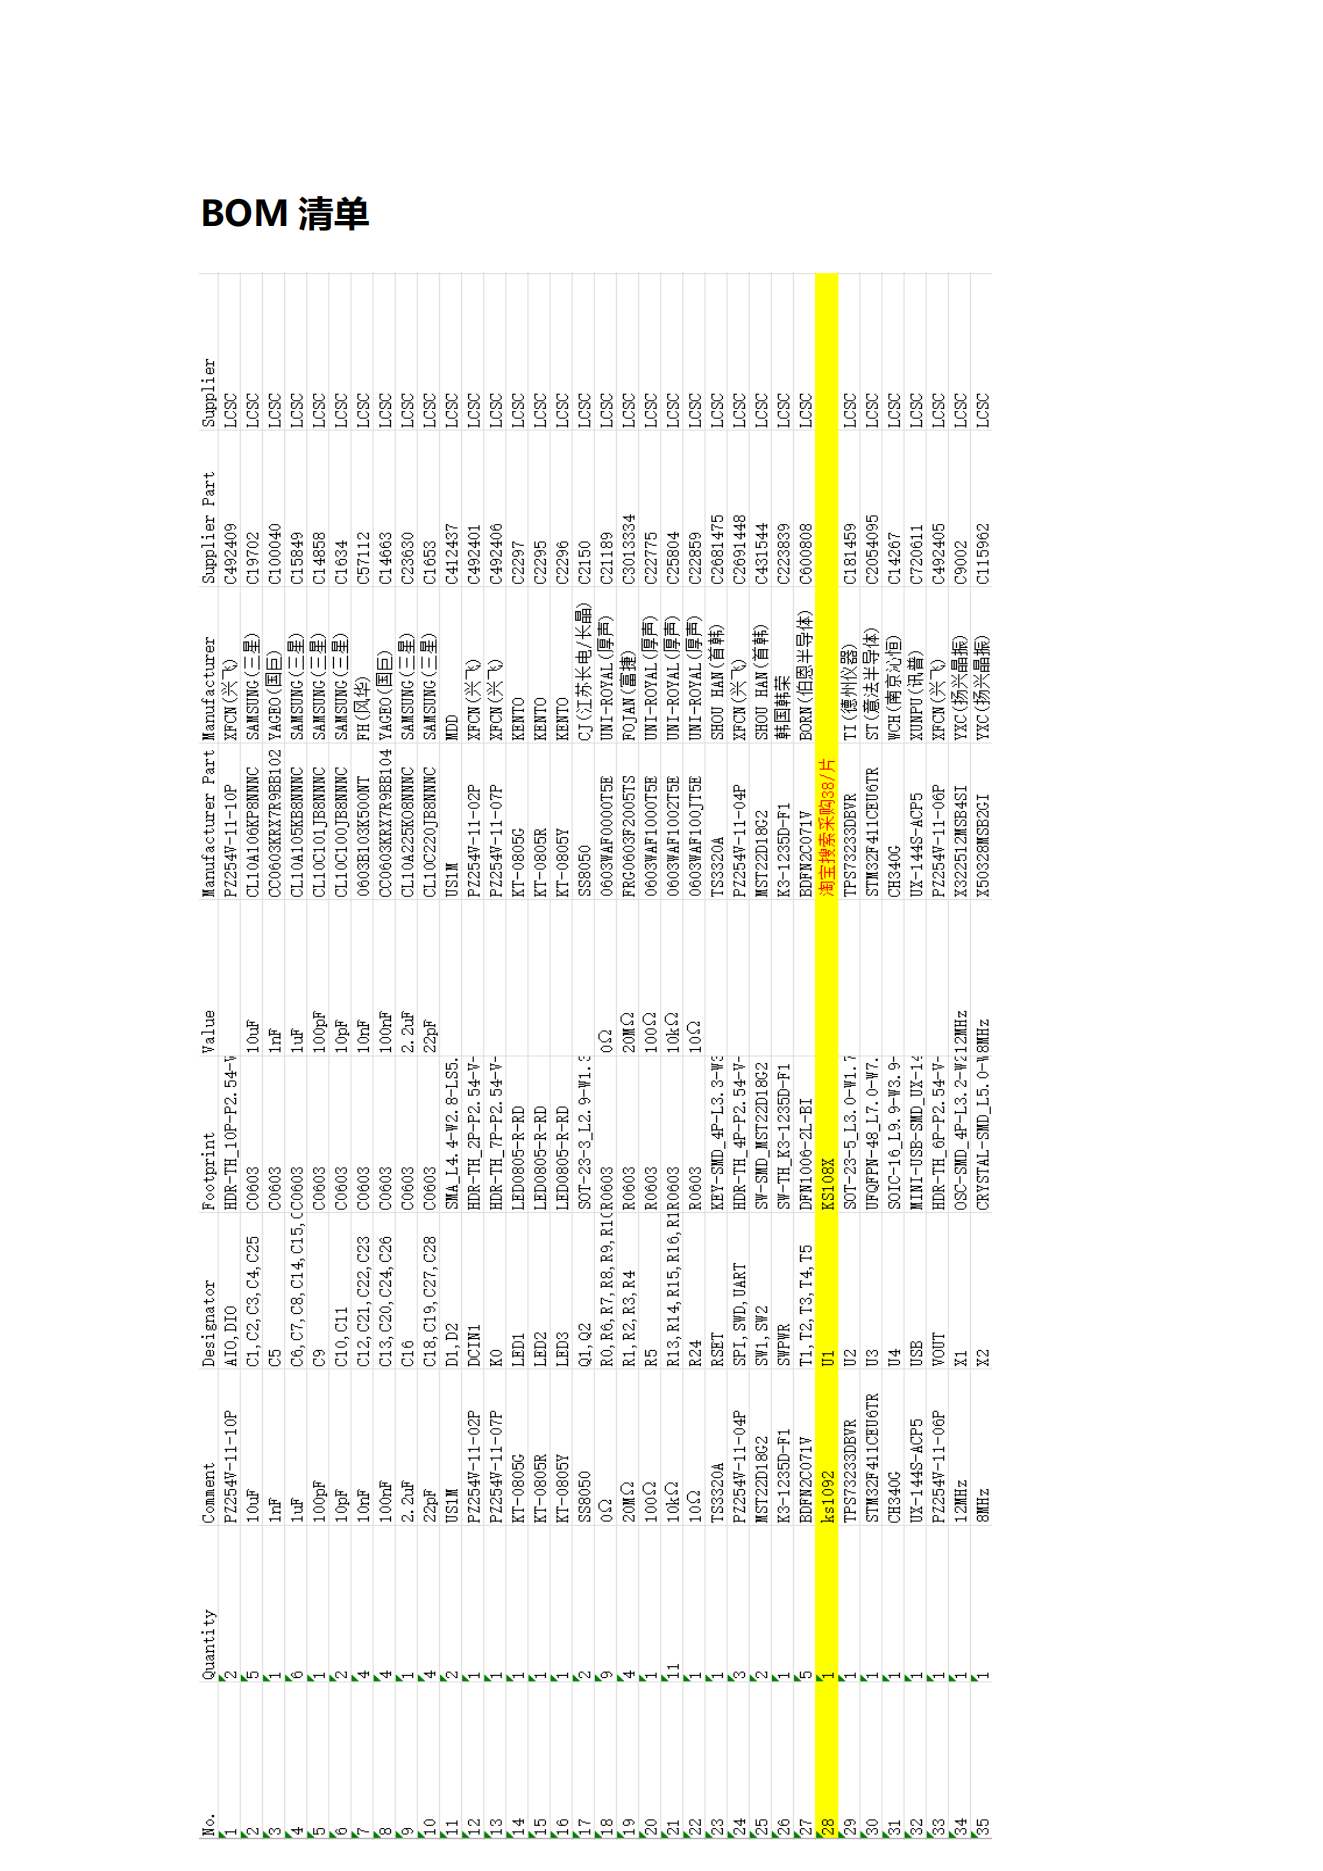 BOM 清单
No. Quantity Comment Designator Footprint Value Manufacturer Part Manufacturer Supplier Part Supplier
1 2 PZ254V-11-10P AIO,DIO HDR-TH_10P-P2.54-V PZ254V-11-10P XFCN(兴飞) C492409 LCSC
2 5 10uF C1,C2,C3,C4,C25 C0603 10uF CL10A106KP8NNNC SAMSUNG(三星) C19702 LCSC
3 1 1nF C5 C0603 1nF CC0603KRX7R9BB102 YAGEO(国巨) C100040 LCSC
4 6 1uF C6,C7,C8,C14,C15,C C0603 1uF CL10A105KB8NNNC SAMSUNG(三星) C15849 LCSC
5 1 100pF C9 C0603 100pF CL10C101JB8NNNC SAMSUNG(三星) C14858 LCSC
6 2 10pF C10,C11 C0603 10pF CL10C100JB8NNNC SAMSUNG(三星) C1634 LCSC
7 4 10nF C12,C21,C22,C23 C0603 10nF 0603B103K500NT FH(风华) C57112 LCSC
8 4 100nF C13,C20,C24,C26 C0603 100nF CC0603KRX7R9BB104 YAGEO(国巨) C14663 LCSC
9 1 2.2uF C16 C0603 2.2uF CL10A225KO8NNNC SAMSUNG(三星) C23630 LCSC
10 4 22pF C18,C19,C27,C28 C0603 22pF CL10C220JB8NNNC SAMSUNG(三星) C1653 LCSC
11 2 US1M D1,D2 SMA_L4.4-W2.8-LS5. US1M MDD C412437 LCSC
12 1 PZ254V-11-02P DCIN1 HDR-TH_2P-P2.54-V- PZ254V-11-02P XFCN(兴飞) C492401 LCSC
13 1 PZ254V-11-07P K0 HDR-TH_7P-P2.54-V- PZ254V-11-07P XFCN(兴飞) C492406 LCSC
14 1 KT-0805G LED1 LED0805-R-RD KT-0805G KENTO C2297 LCSC
15 1 KT-0805R LED2 LED0805-R-RD KT-0805R KENTO C2295 LCSC
16 1 KT-0805Y LED3 LED0805-R-RD KT-0805Y KENTO C2296 LCSC
17 2 SS8050 Q1,Q2 SOT-23-3_L2.9-W1.3 SS8050 CJ(江苏长电/长晶) C2150 LCSC
18 9 0Ω R0,R6,R7,R8,R9,R10 R0603 0Ω 0603WAF0000T5E UNI-ROYAL(厚声) C21189 LCSC
19 4 20MΩ R1,R2,R3,R4 R0603 20MΩ FRG0603F2005TS FOJAN(富捷) C3013334 LCSC
20 1 100Ω R5 R0603 100Ω 0603WAF1000T5E UNI-ROYAL(厚声) C22775 LCSC
21 11 10kΩ R13,R14,R15,R16,R1 R0603 10kΩ 0603WAF1002T5E UNI-ROYAL(厚声) C25804 LCSC
22 1 10Ω R24 R0603 10Ω 0603WAF100JT5E UNI-ROYAL(厚声) C22859 LCSC
23 1 TS3320A RSET KEY-SMD_4P-L3.3-W3 TS3320A SHOU HAN(首韩) C2681475 LCSC
24 3 PZ254V-11-04P SPI,SWD,UART HDR-TH_4P-P2.54-V- PZ254V-11-04P XFCN(兴飞) C2691448 LCSC
25 2 MST22D18G2 SW1,SW2 SW-SMD_MST22D18G2 MST22D18G2 SHOU HAN(首韩) C431544 LCSC
26 1 K3-1235D-F1 SWPWR SW-TH_K3-1235D-F1 K3-1235D-F1 韩国韩荣 C223839 LCSC
27 5 BDFN2C071V T1,T2,T3,T4,T5 DFN1006-2L-BI BDFN2C071V BORN(伯恩半导体) C600808 LCSC
28 1 ks1092 U1 KS108X 淘宝搜索采购38/片
29 1 TPS73233DBVR U2 SOT-23-5_L3.0-W1.7 TPS73233DBVR TI(德州仪器) C181459 LCSC
30 1 STM32F411CEU6TR U3 UFQFPN-48_L7.0-W7. STM32F411CEU6TR ST(意法半导体) C2054095 LCSC
31 1 CH340G U4 SOIC-16_L9.9-W3.9- CH340G WCH(南京沁恒) C14267 LCSC
32 1 UX-144S-ACP5 USB MINI-USB-SMD_UX-14 UX-144S-ACP5 XUNPU(讯普) C720611 LCSC
33 1 PZ254V-11-06P VOUT HDR-TH_6P-P2.54-V- PZ254V-11-06P XFCN(兴飞) C492405 LCSC
34 1 12MHz X1 OSC-SMD_4P-L3.2-W2 12MHz X322512MSB4SI YXC(扬兴晶振) C9002 LCSC
35 1 8MHz X2 CRYSTAL-SMD_L5.0-W 8MHz X50328MSB2GI YXC(扬兴晶振) C115962 LCSC